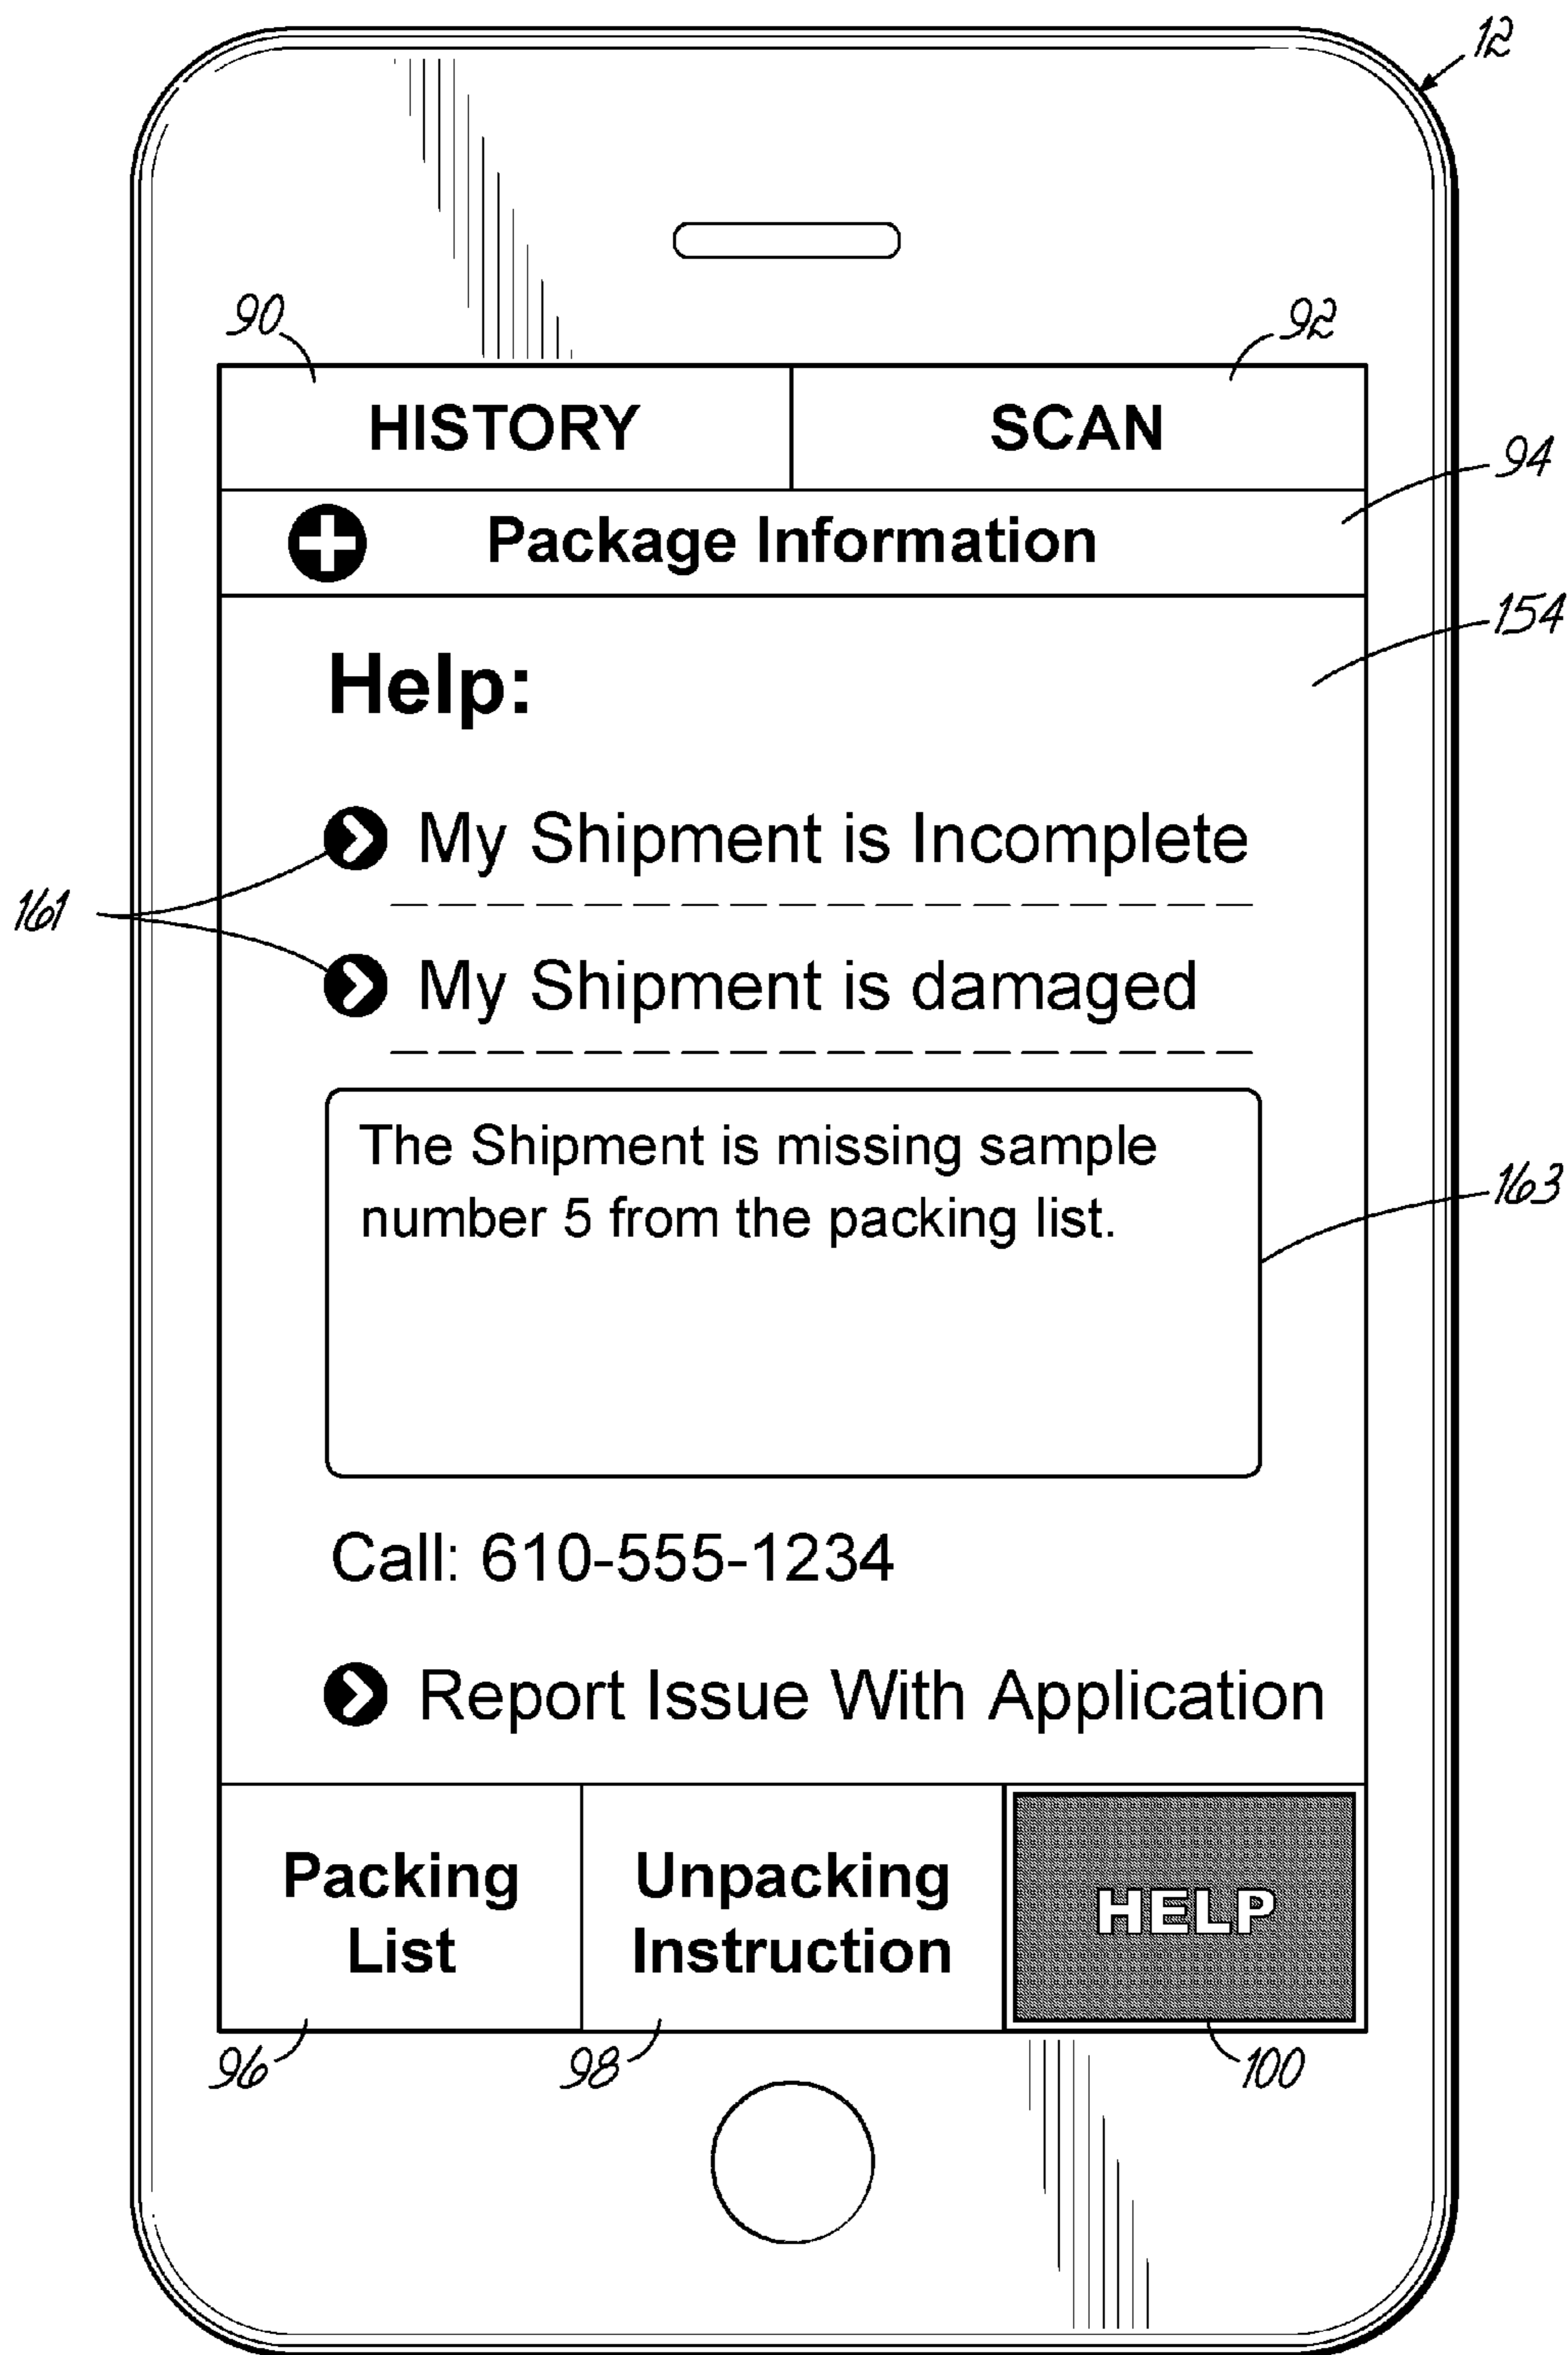 12
90
92
HISTORY SCAN
94
Package Information
154
Help:
My Shipment is Incomplete
161
My Shipment is damaged
The Shipment is missing sample
number 5 from the packing list.
163
Call: 610-555-1234
Report Issue With Application
Packing
List
Unpacking
Instruction
HELP
96
98
100